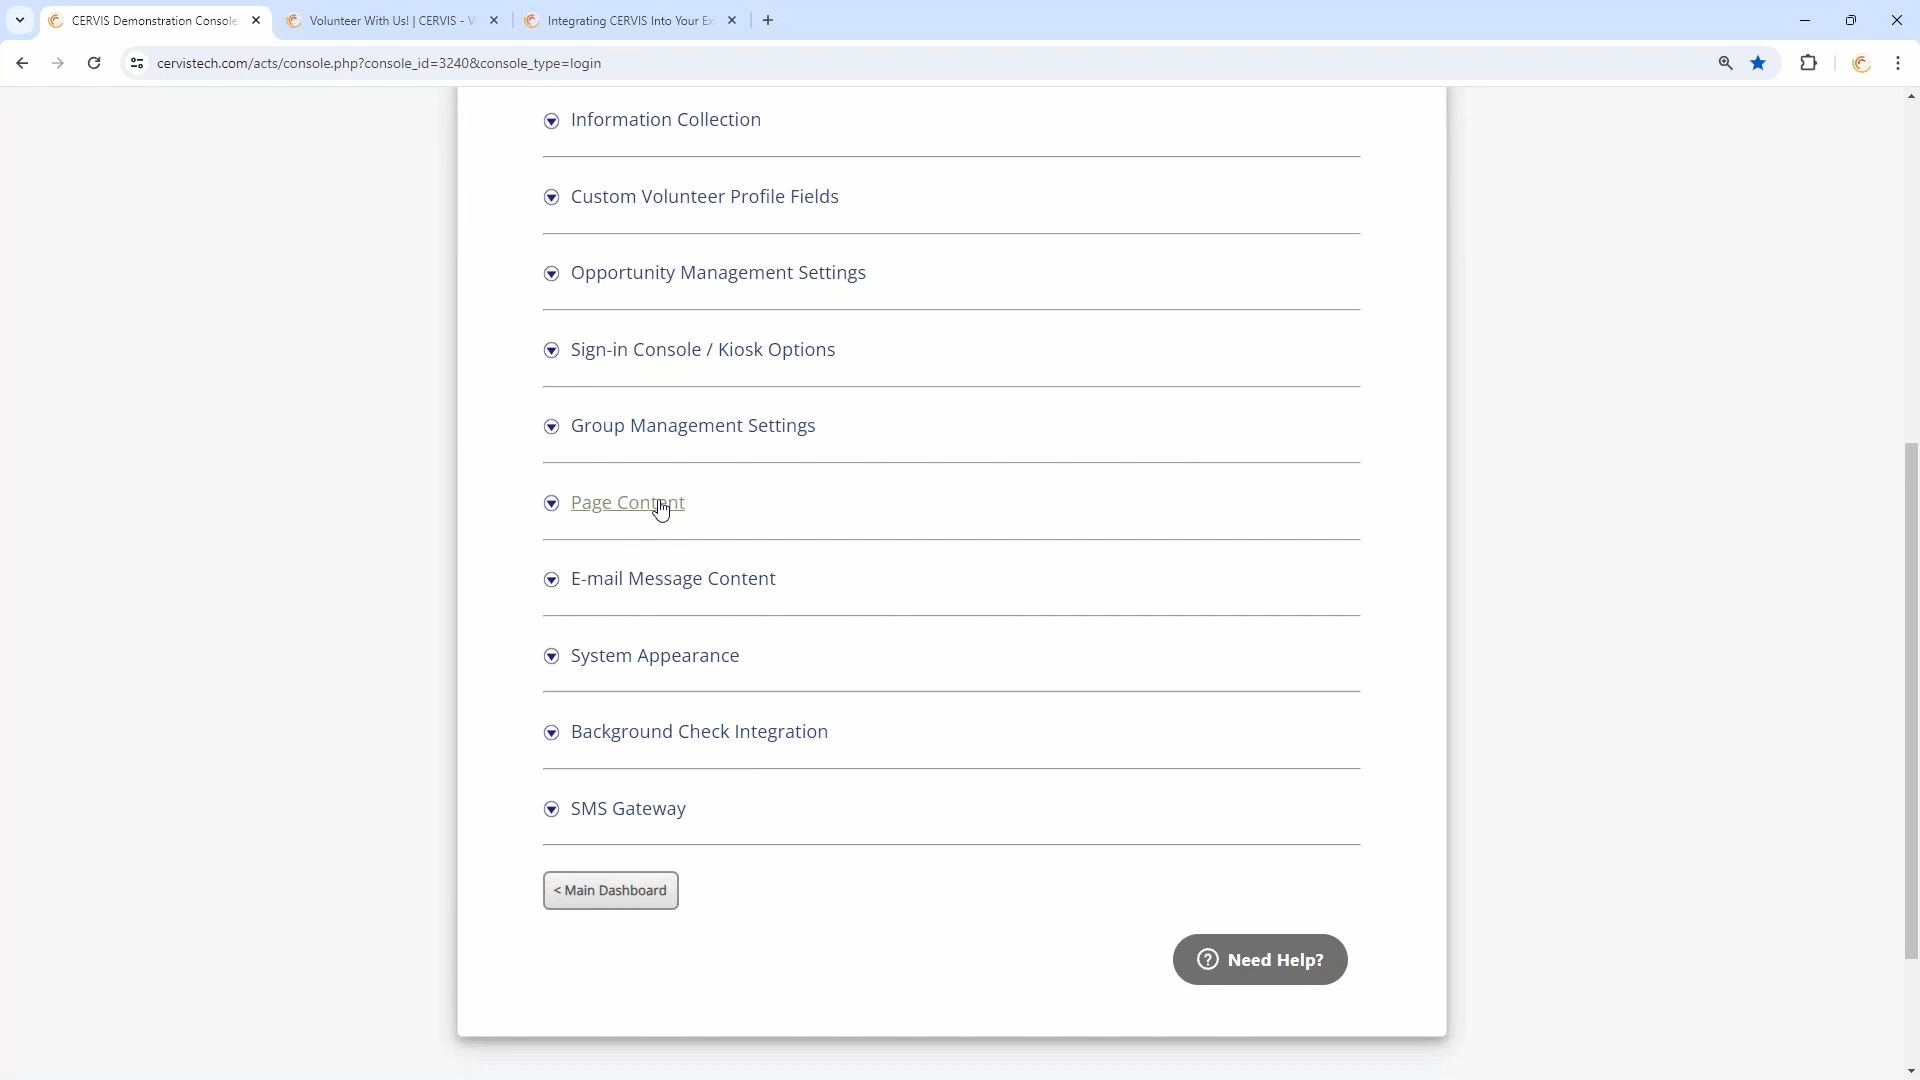 CERVIS Demonstration Console
Volunteer With Us! | CERVIS - V
Integrating CERVIS Into Your Ex
cervistech.com/acts/console.php?console_id=3240&console_type=login
Information Collection
Custom Volunteer Profile Fields
Opportunity Management Settings
Sign-in Console / Kiosk Options
Group Management Settings
Page Content
E-mail Message Content
System Appearance
Background Check Integration
SMS Gateway
< Main Dashboard
? Need Help?